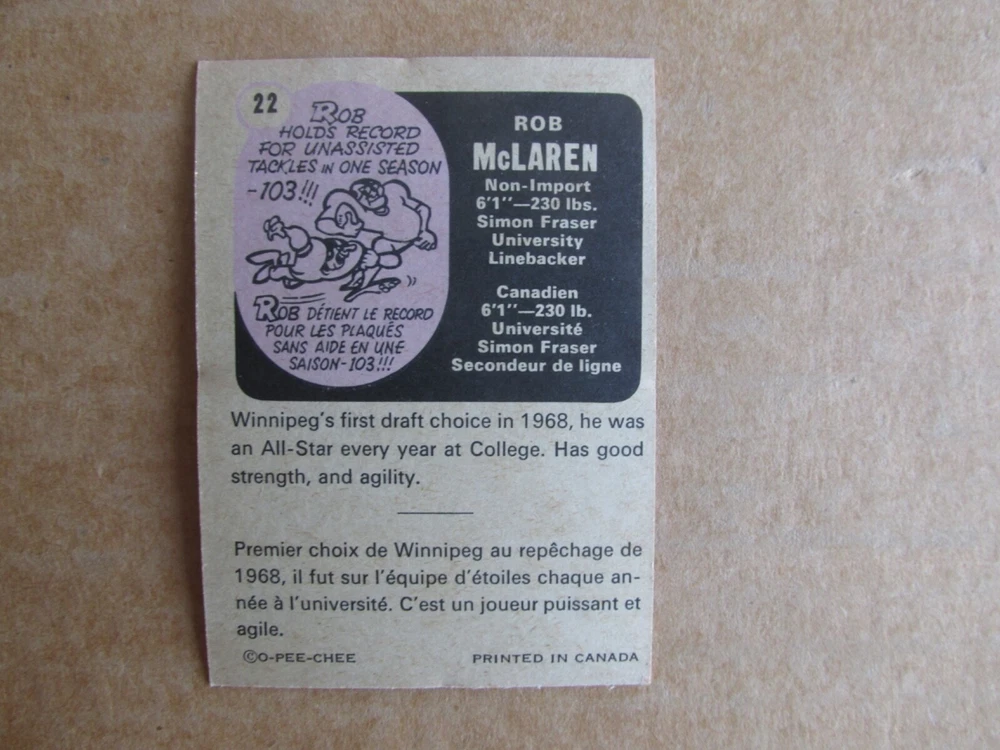 22
ROB
HOLDS RECORD
FOR UNASSISTED
TACKLES IN ONE SEASON
-103!!!
ROB DÉTIENT LE RECORD
POUR LES PLAQUÉS
SANS AIDE EN UNE
SAISON-103!!!
ROB
McLAREN
Non-Import
6'1''—230 lbs.
Simon Fraser
University
Linebacker
Canadien
6'1''—230 lb.
Université
Simon Fraser
Secondeur de ligne
Winnipeg's first draft choice in 1968, he was
an All-Star every year at College. Has good
strength, and agility.
Premier choix de Winnipeg au repêchage de
1968, il fut sur l'équipe d'étoiles chaque an-
née à l'université. C'est un joueur puissant et
agile.
©O-PEE-CHEE
PRINTED IN CANADA